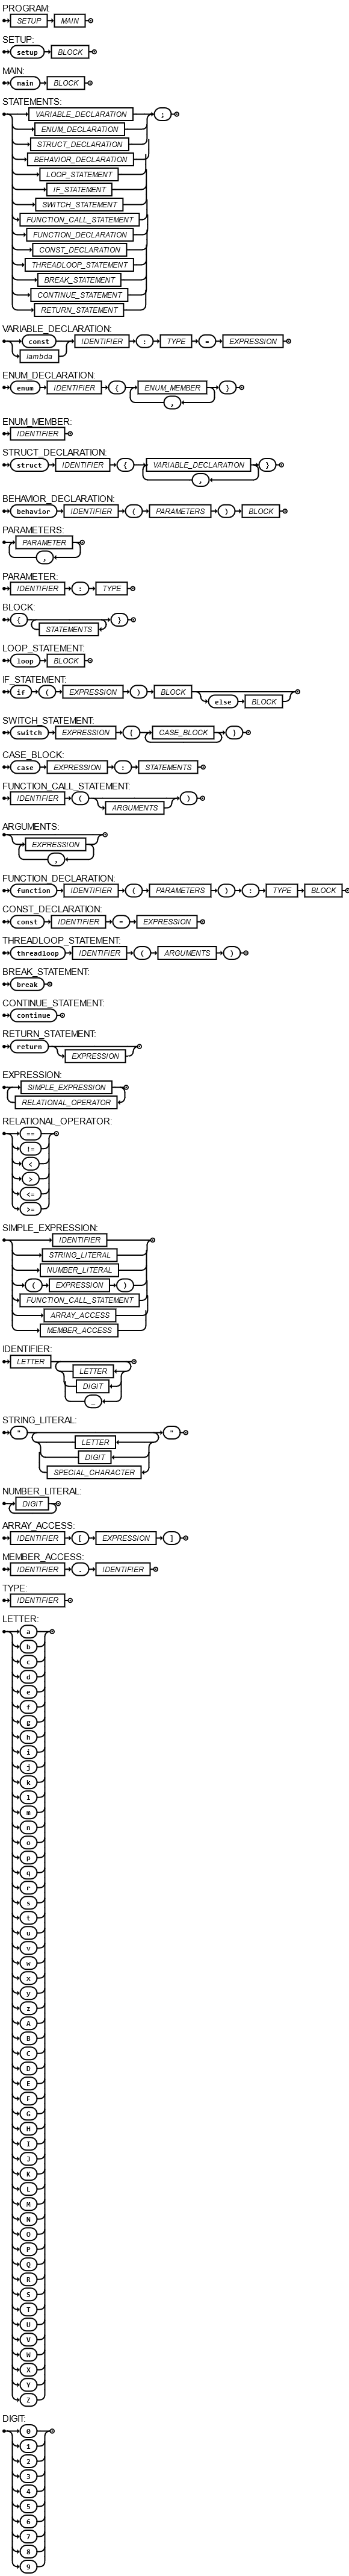 PROGRAM:
SETUP MAIN
SETUP:
setup BLOCK
MAIN:
main BLOCK
STATEMENTS:
VARIABLE_DECLARATION ;
ENUM_DECLARATION
STRUCT_DECLARATION
BEHAVIOR_DECLARATION
LOOP_STATEMENT
IF_STATEMENT
SWITCH_STATEMENT
FUNCTION_CALL_STATEMENT
FUNCTION_DECLARATION
CONST_DECLARATION
THREADLOOP_STATEMENT
BREAK_STATEMENT
CONTINUE_STATEMENT
RETURN_STATEMENT
VARIABLE_DECLARATION:
const IDENTIFIER : TYPE = EXPRESSION
lambda
ENUM_DECLARATION:
enum IDENTIFIER { ENUM_MEMBER }
,
ENUM_MEMBER:
IDENTIFIER
STRUCT_DECLARATION:
struct IDENTIFIER { VARIABLE_DECLARATION }
,
BEHAVIOR_DECLARATION:
behavior IDENTIFIER ( PARAMETERS ) BLOCK
PARAMETERS:
PARAMETER
,
PARAMETER:
IDENTIFIER : TYPE
BLOCK:
{ }
STATEMENTS
LOOP_STATEMENT:
loop BLOCK
IF_STATEMENT:
if ( EXPRESSION ) BLOCK
else BLOCK
SWITCH_STATEMENT:
switch EXPRESSION { CASE_BLOCK }
CASE_BLOCK:
case EXPRESSION : STATEMENTS
FUNCTION_CALL_STATEMENT:
IDENTIFIER ( )
ARGUMENTS
ARGUMENTS:
EXPRESSION
,
FUNCTION_DECLARATION:
function IDENTIFIER ( PARAMETERS ) : TYPE BLOCK
CONST_DECLARATION:
const IDENTIFIER = EXPRESSION
THREADLOOP_STATEMENT:
threadloop IDENTIFIER ( ARGUMENTS )
BREAK_STATEMENT:
break
CONTINUE_STATEMENT:
continue
RETURN_STATEMENT:
return
EXPRESSION
EXPRESSION:
SIMPLE_EXPRESSION
RELATIONAL_OPERATOR
RELATIONAL_OPERATOR:
==
!=
<
>
<=
>=
SIMPLE_EXPRESSION:
IDENTIFIER
STRING_LITERAL
NUMBER_LITERAL
( EXPRESSION )
FUNCTION_CALL_STATEMENT
ARRAY_ACCESS
MEMBER_ACCESS
IDENTIFIER:
LETTER
LETTER
DIGIT
_
STRING_LITERAL:
" "
LETTER
DIGIT
SPECIAL_CHARACTER
NUMBER_LITERAL:
DIGIT
ARRAY_ACCESS:
IDENTIFIER [ EXPRESSION ]
MEMBER_ACCESS:
IDENTIFIER . IDENTIFIER
TYPE:
IDENTIFIER
LETTER:
a
b
c
d
e
f
g
h
i
j
k
l
m
n
o
p
q
r
s
t
u
v
w
x
y
z
A
B
C
D
E
F
G
H
I
J
K
L
M
N
O
P
Q
R
S
T
U
V
W
X
Y
Z
DIGIT:
0
1
2
3
4
5
6
7
8
9